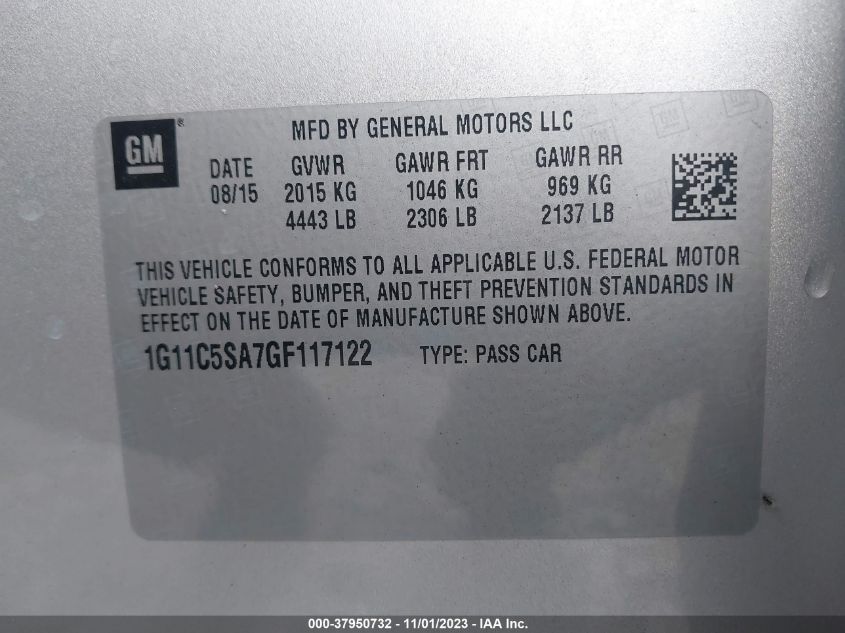 GM®
MFD BY GENERAL MOTORS LLC
DATE GVWR GAWR FRT GAWR RR
08/15 2015 KG 1046 KG 969 KG
4443 LB 2306 LB 2137 LB
THIS VEHICLE CONFORMS TO ALL APPLICABLE U.S. FEDERAL MOTOR
VEHICLE SAFETY, BUMPER, AND THEFT PREVENTION STANDARDS IN
EFFECT ON THE DATE OF MANUFACTURE SHOWN ABOVE.
1G11C5SA7GF117122 TYPE: PASS CAR
000-37950732 - 11/01/2023 - IAA Inc.